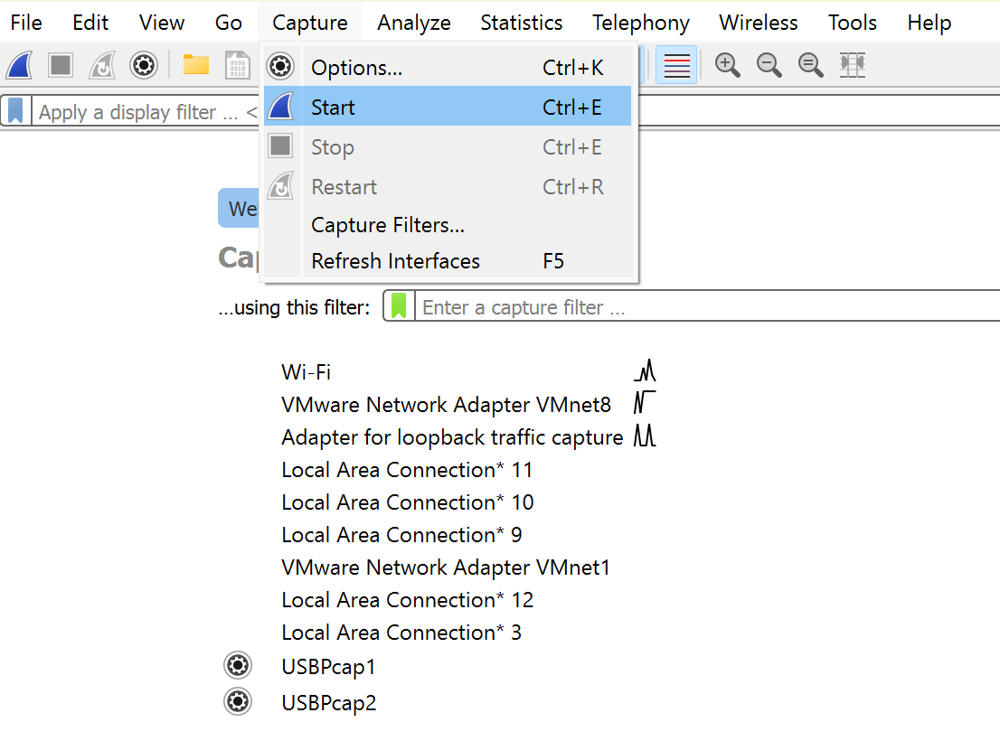 File Edit View Go Capture Analyze Statistics Telephony Wireless Tools Help
Options... Ctrl+K
Apply a display filter ... <
Start Ctrl+E
Stop Ctrl+E
Restart Ctrl+R
Capture Filters...
Refresh Interfaces F5
...using this filter: Enter a capture filter ...
Wi-Fi
VMware Network Adapter VMnet8
Adapter for loopback traffic capture
Local Area Connection* 11
Local Area Connection* 10
Local Area Connection* 9
VMware Network Adapter VMnet1
Local Area Connection* 12
Local Area Connection* 3
USBPcap1
USBPcap2